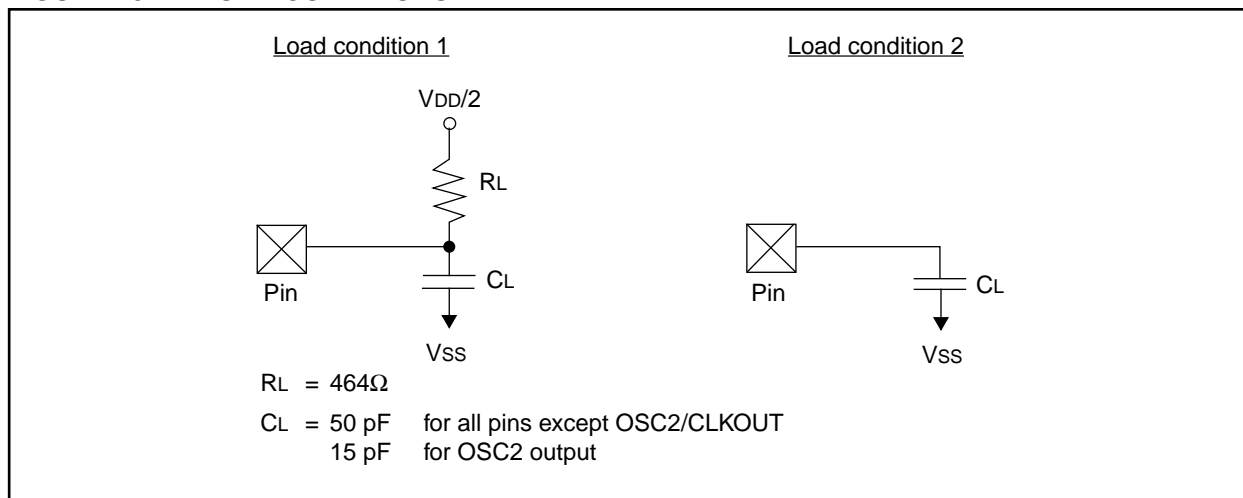 Load condition 1
Load condition 2
VDD/2
RL
Pin
CL
VSS
Pin
CL
VSS
RL = 464Ω
CL = 50 pF for all pins except OSC2/CLKOUT
15 pF for OSC2 output